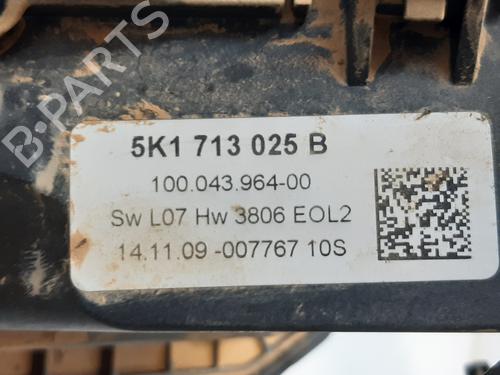 B-PARTS
5K1 713 025 B
100.043.964-00
Sw L07 Hw 3806 EOL2
14.11.09 -007767 10S